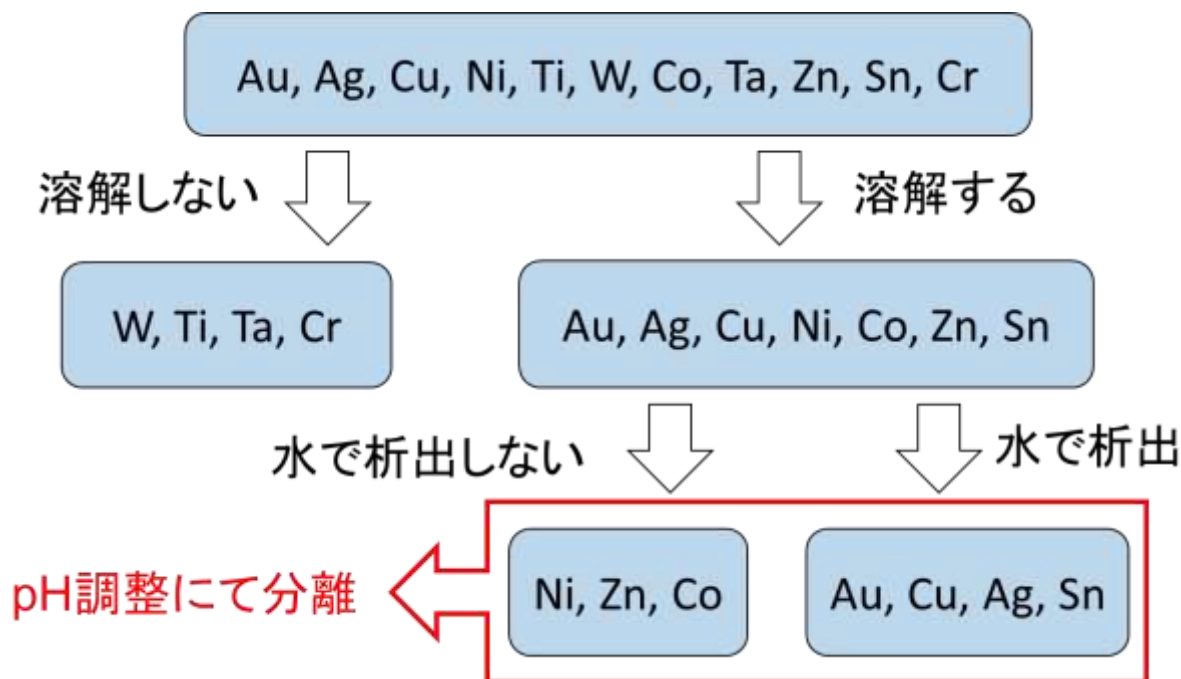 Au, Ag, Cu, Ni, Ti, W, Co, Ta, Zn, Sn, Cr
溶解しない
溶解する
W, Ti, Ta, Cr
Au, Ag, Cu, Ni, Co, Zn, Sn
水で析出しない
水で析出
pH調整にて分離
Ni, Zn, Co
Au, Cu, Ag, Sn